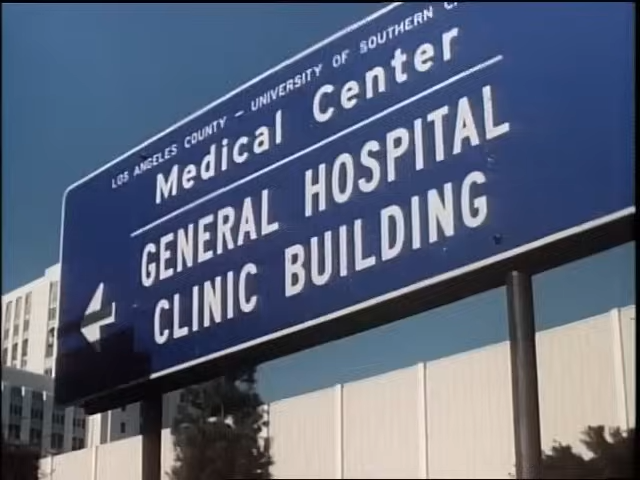 LOS ANGELES COUNTY - UNIVERSITY OF SOUTHERN
Medical Center
GENERAL HOSPITAL
CLINIC BUILDING